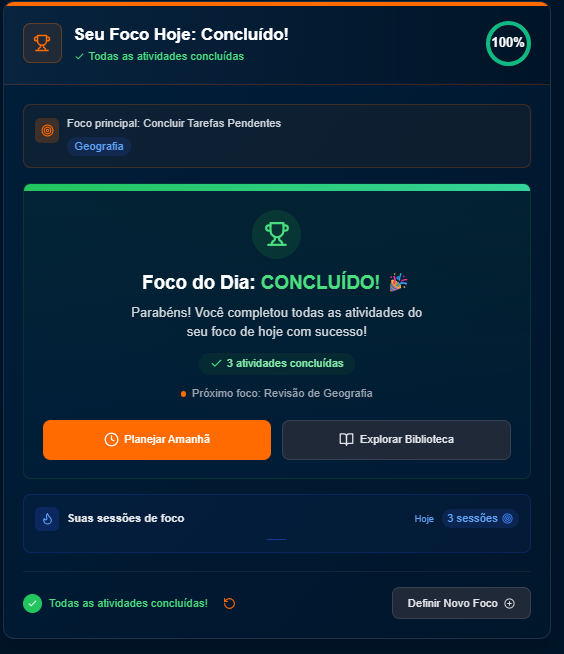 Seu Foco Hoje: Concluído!
Todas as atividades concluídas
100%
Foco principal: Concluir Tarefas Pendentes
Geografia
Foco do Dia: CONCLUÍDO! 🎉
Parabéns! Você completou todas as atividades do
seu foco de hoje com sucesso!
3 atividades concluídas
Próximo foco: Revisão de Geografia
Planejar Amanhã
Explorar Biblioteca
Suas sessões de foco
Hoje
3 sessões
Todas as atividades concluídas!
Definir Novo Foco